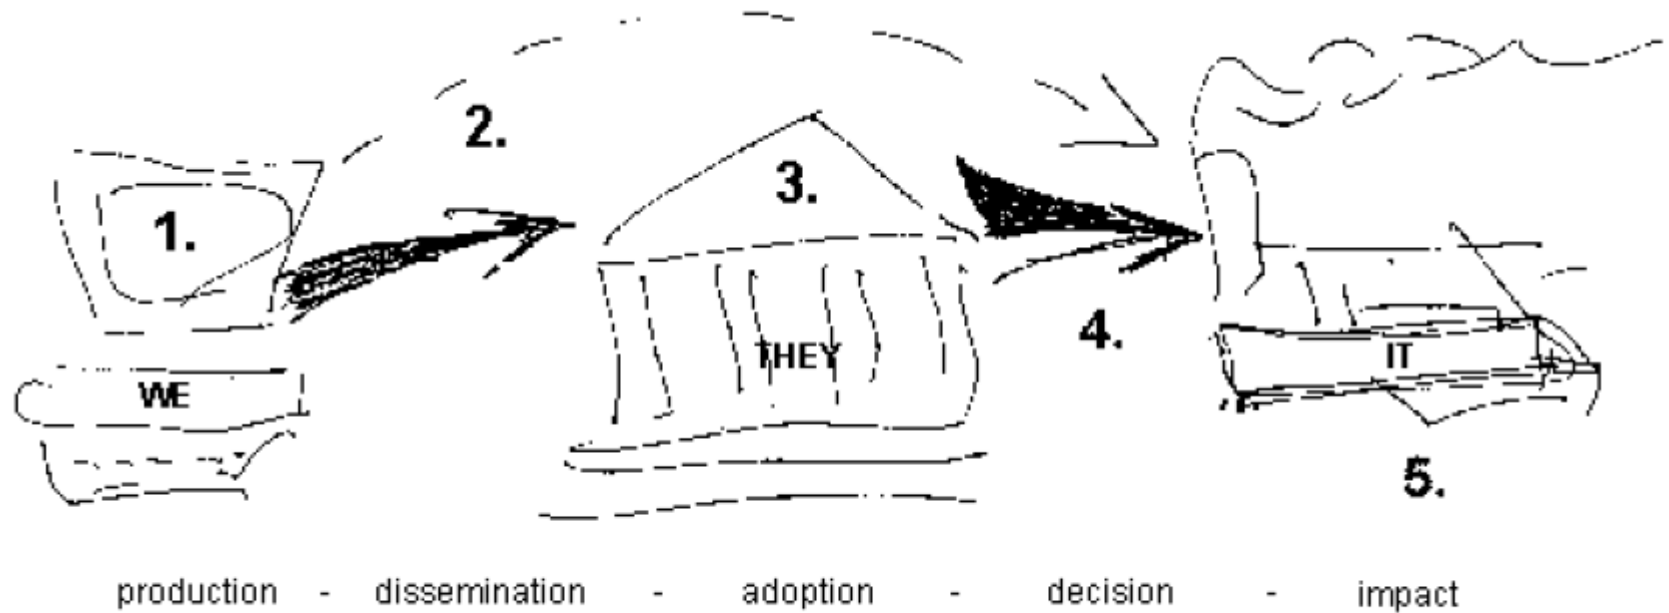 2.
3.
1.
4.
THEY
IT
WE
5.
production - dissemination - adoption - decision - impact